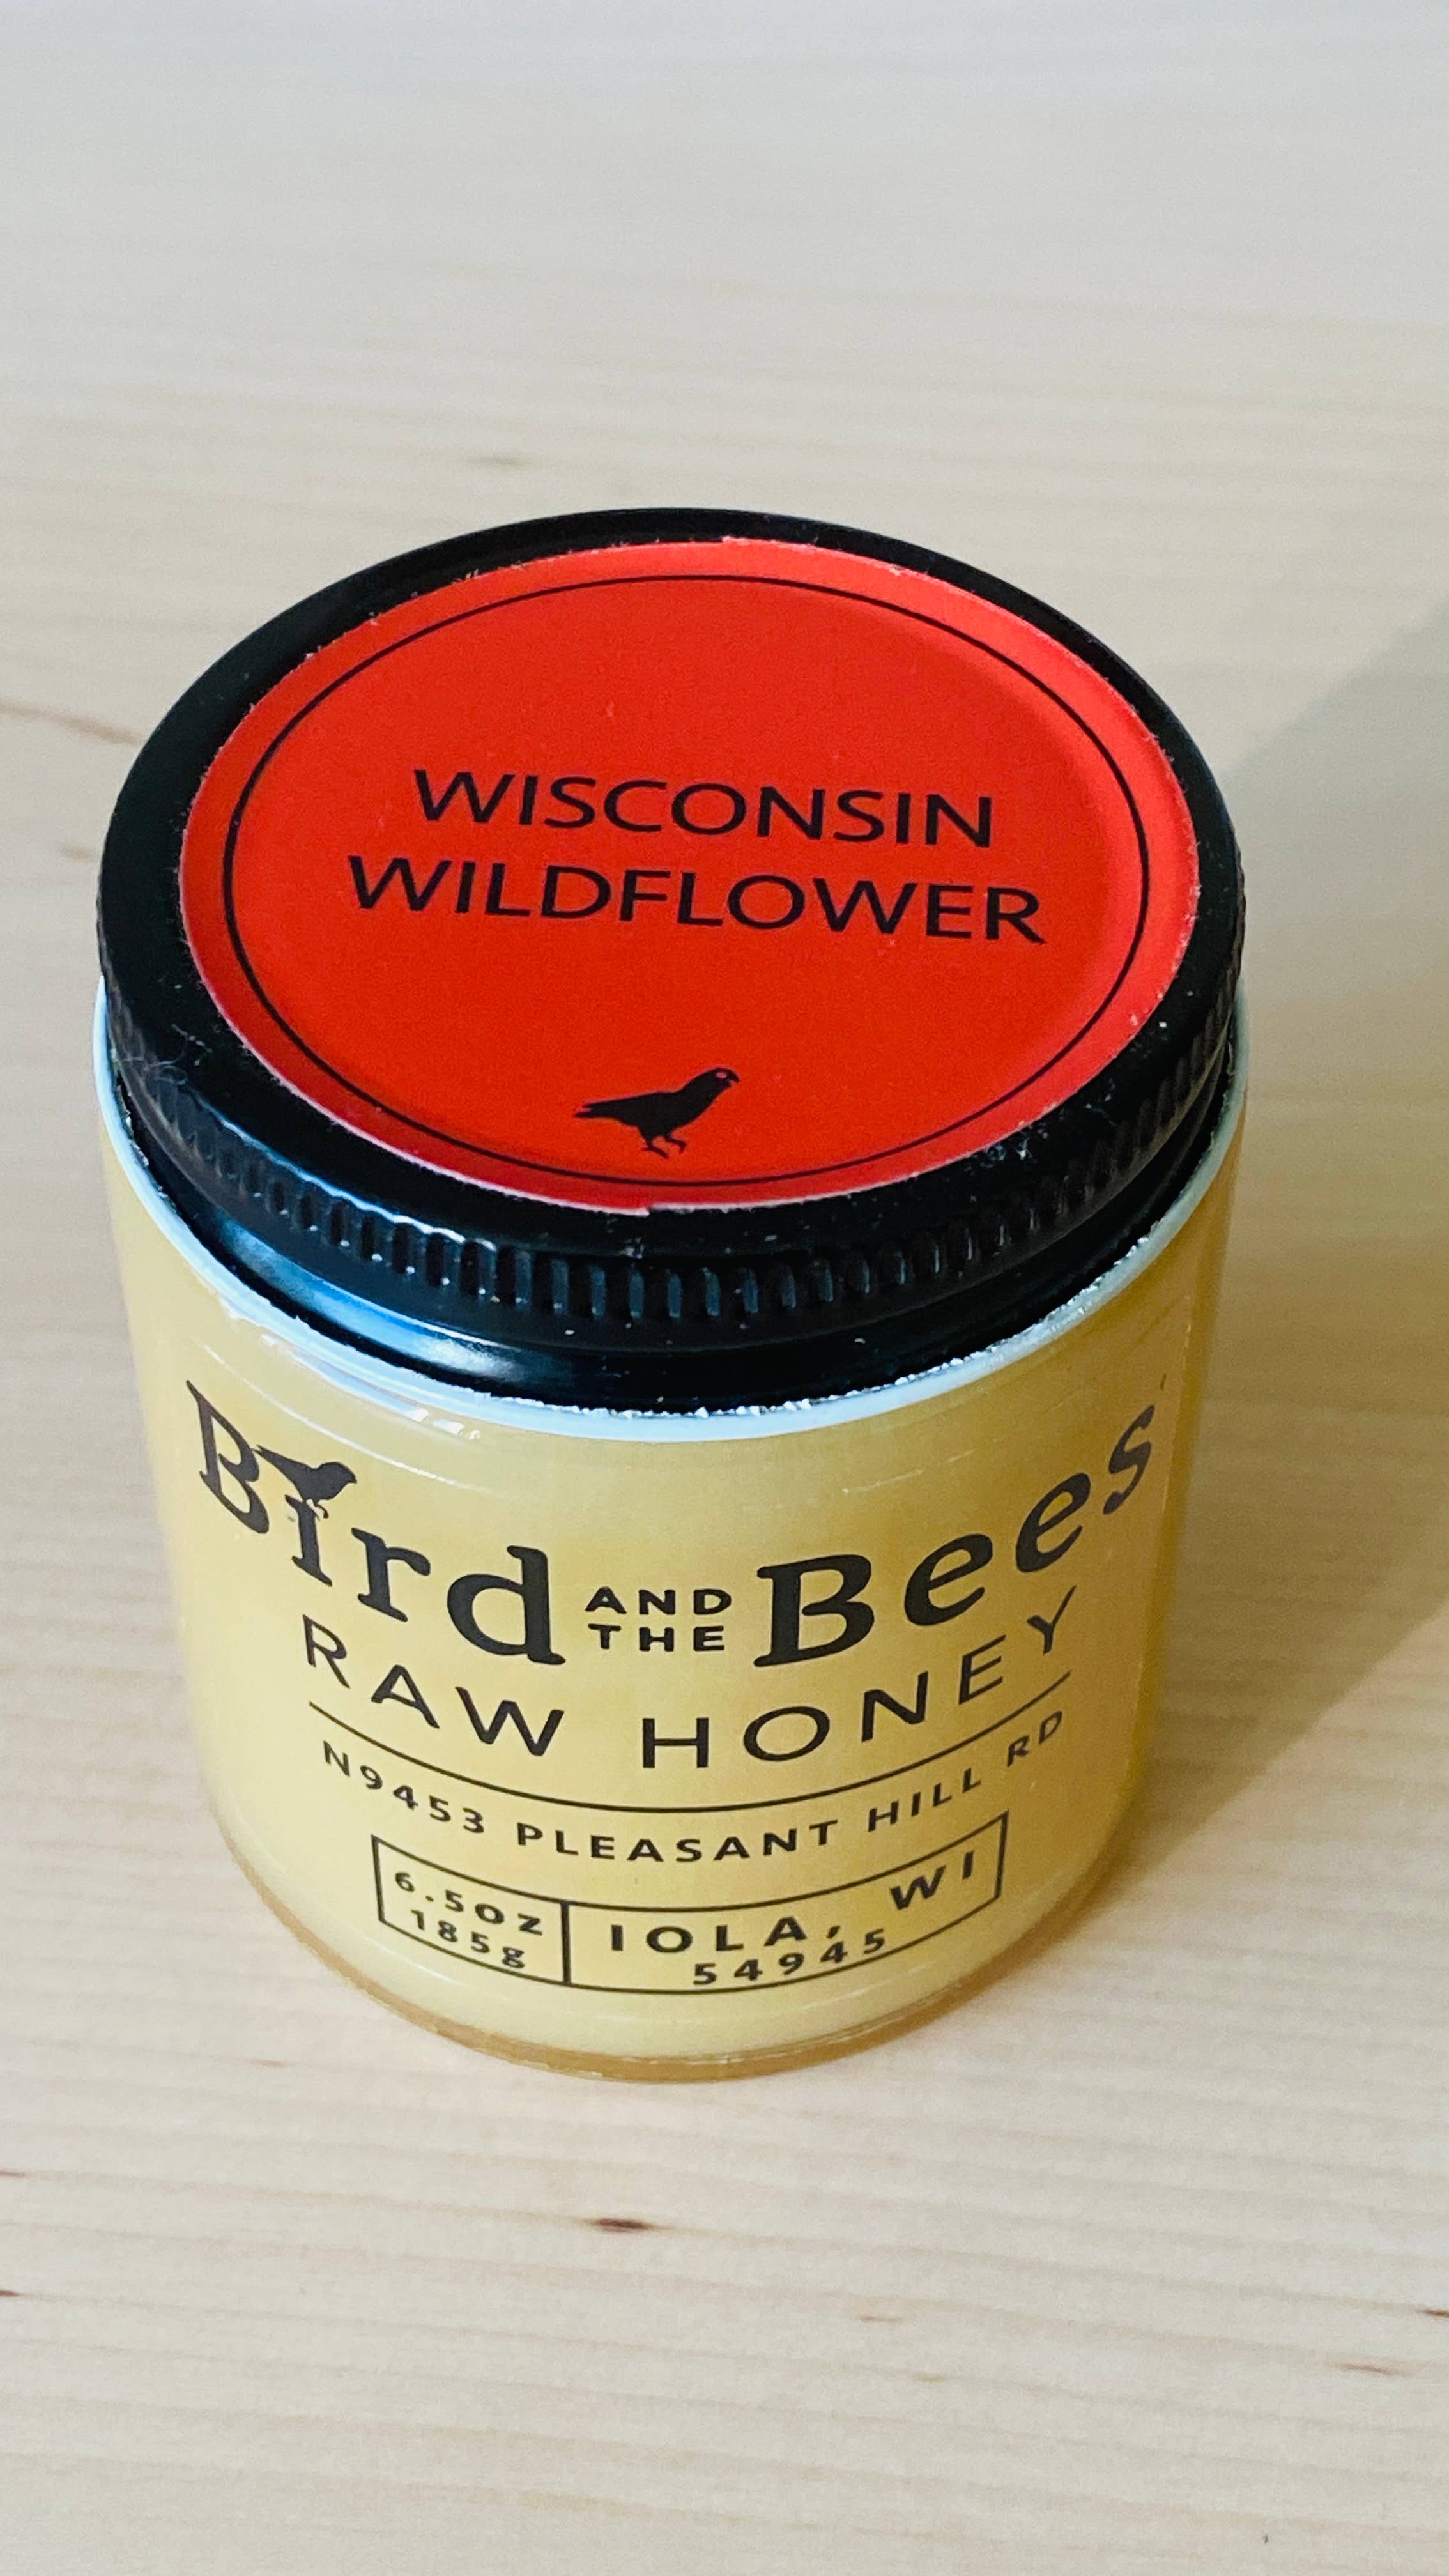 WISCONSIN
WILDFLOWER
Bird AND THE Bees
RAW HONEY
N9453 PLEASANT HILL RD
6.5oz
185g
IOLA, WI
54945